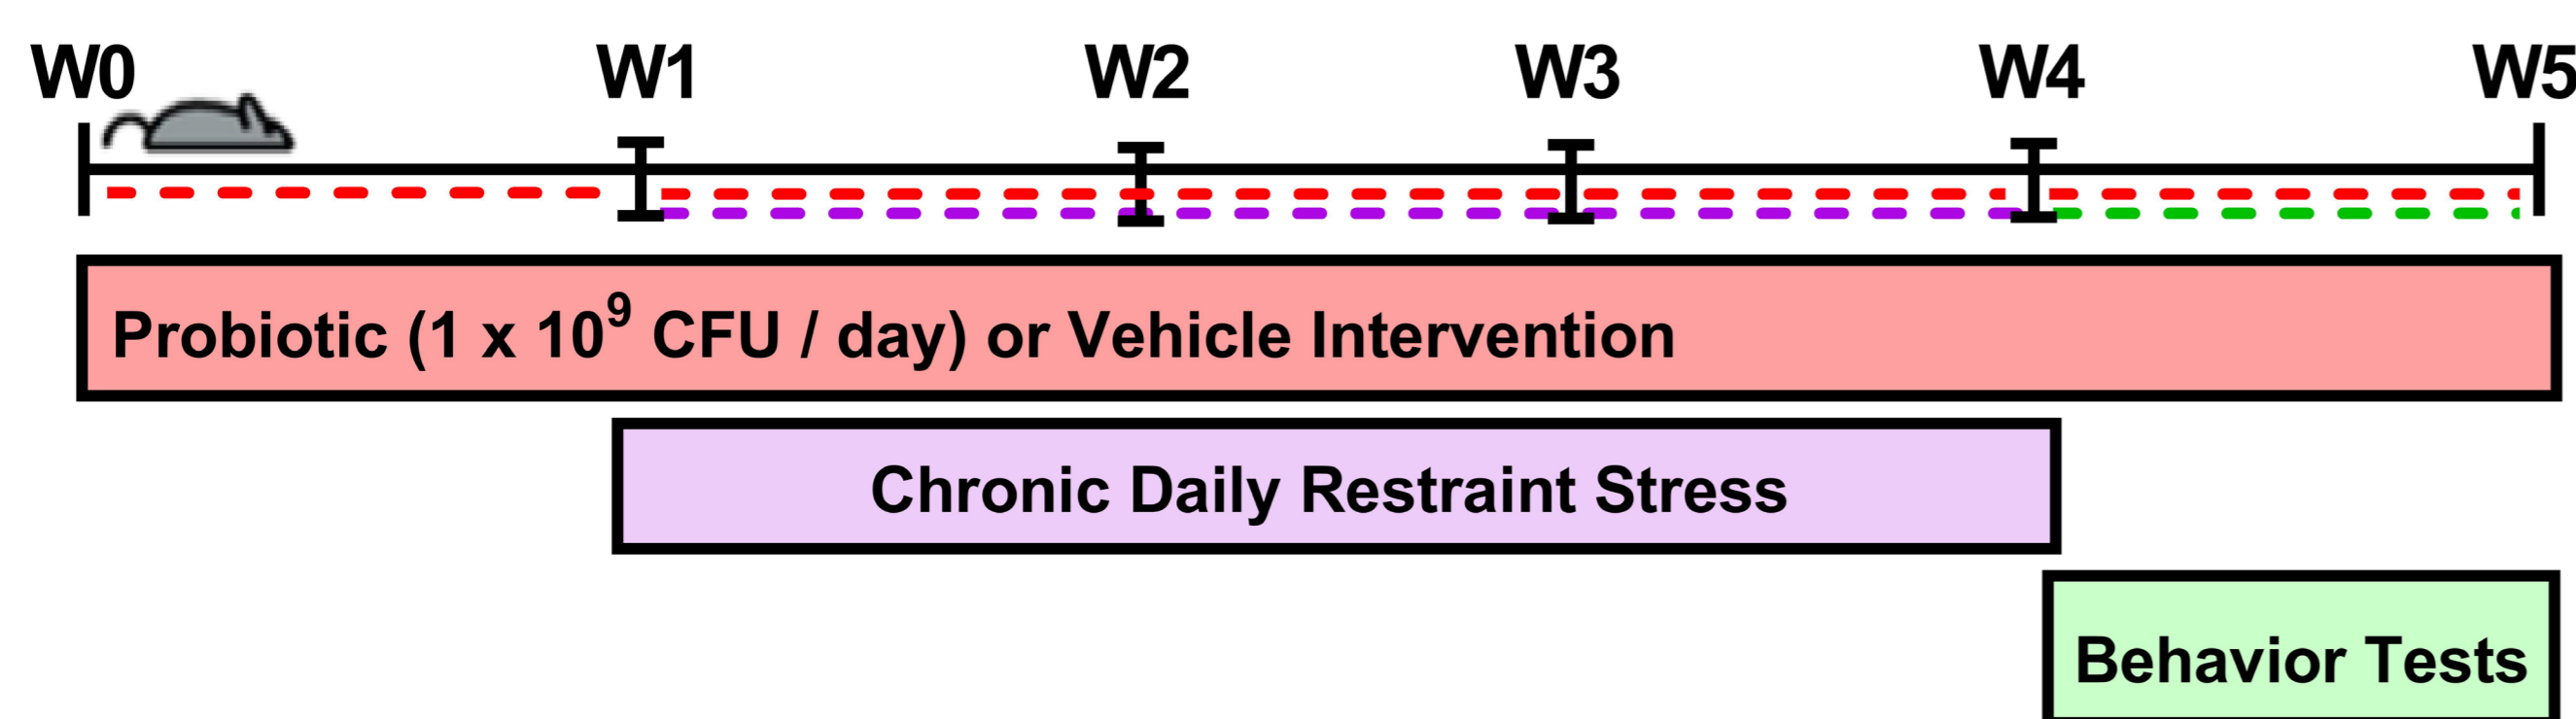 W0 W1 W2 W3 W4 W5
Probiotic (1 x 10⁹ CFU / day) or Vehicle Intervention
Chronic Daily Restraint Stress
Behavior Tests